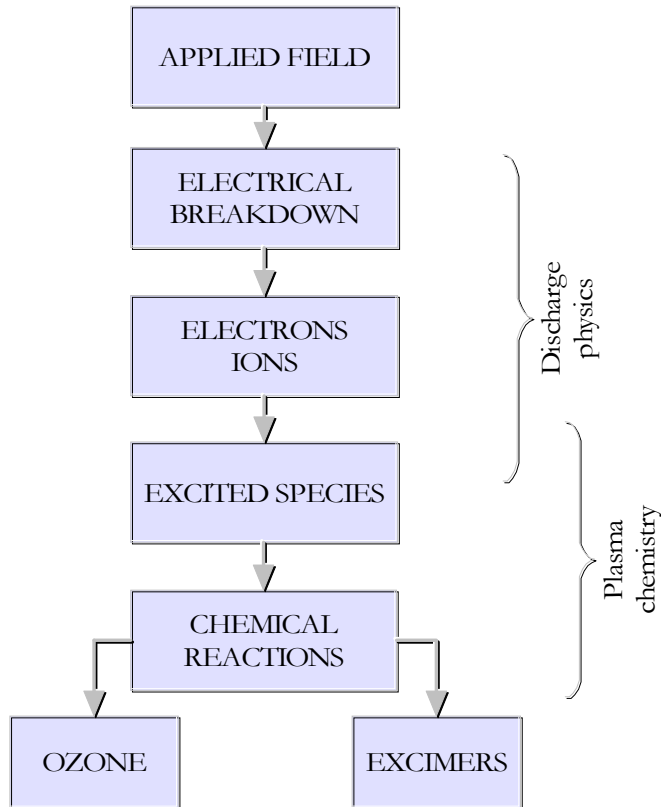 APPLIED FIELD
ELECTRICAL
BREAKDOWN
ELECTRONS
IONS
Discharge
physics
EXCITED SPECIES
CHEMICAL
REACTIONS
Plasma
chemistry
OZONE
EXCIMERS